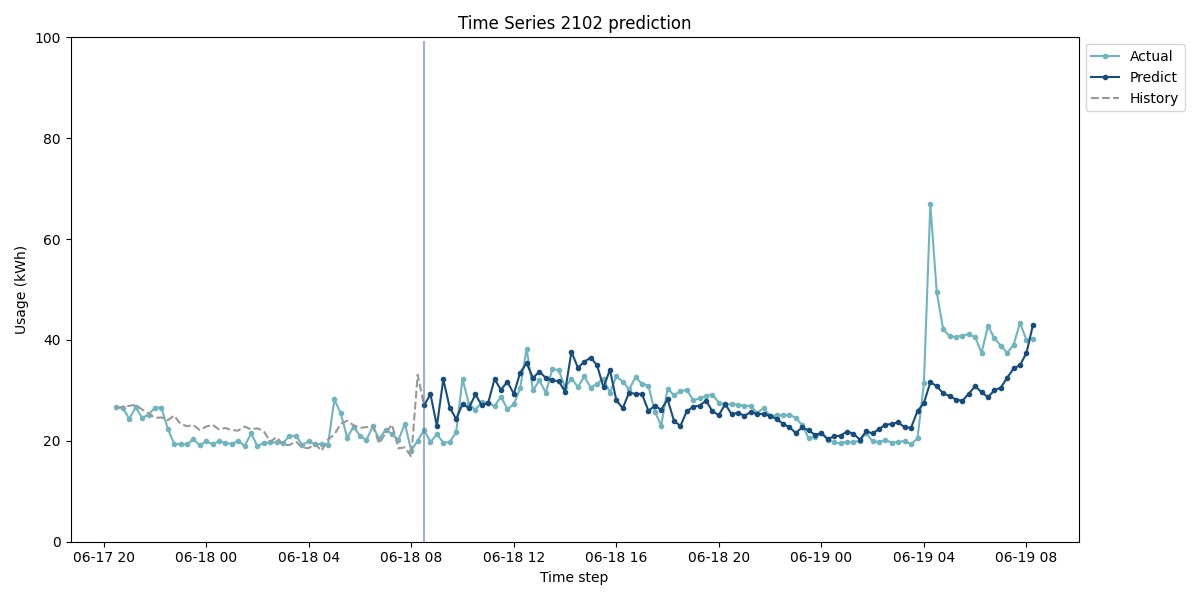 Time Series 2102 prediction
Usage (kWh)
100
80
60
40
20
0
06-17 20
06-18 00
06-18 04
06-18 08
06-18 12
06-18 16
06-18 20
06-19 00
06-19 04
06-19 08
Time step
Actual
Predict
History